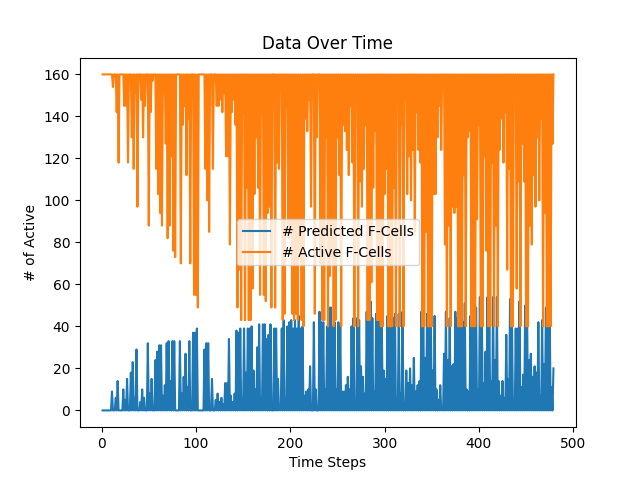 Data Over Time
160
140
120
100
80
60
40
20
0
# of Active
# Predicted F-Cells
# Active F-Cells
0 100 200 300 400 500
Time Steps